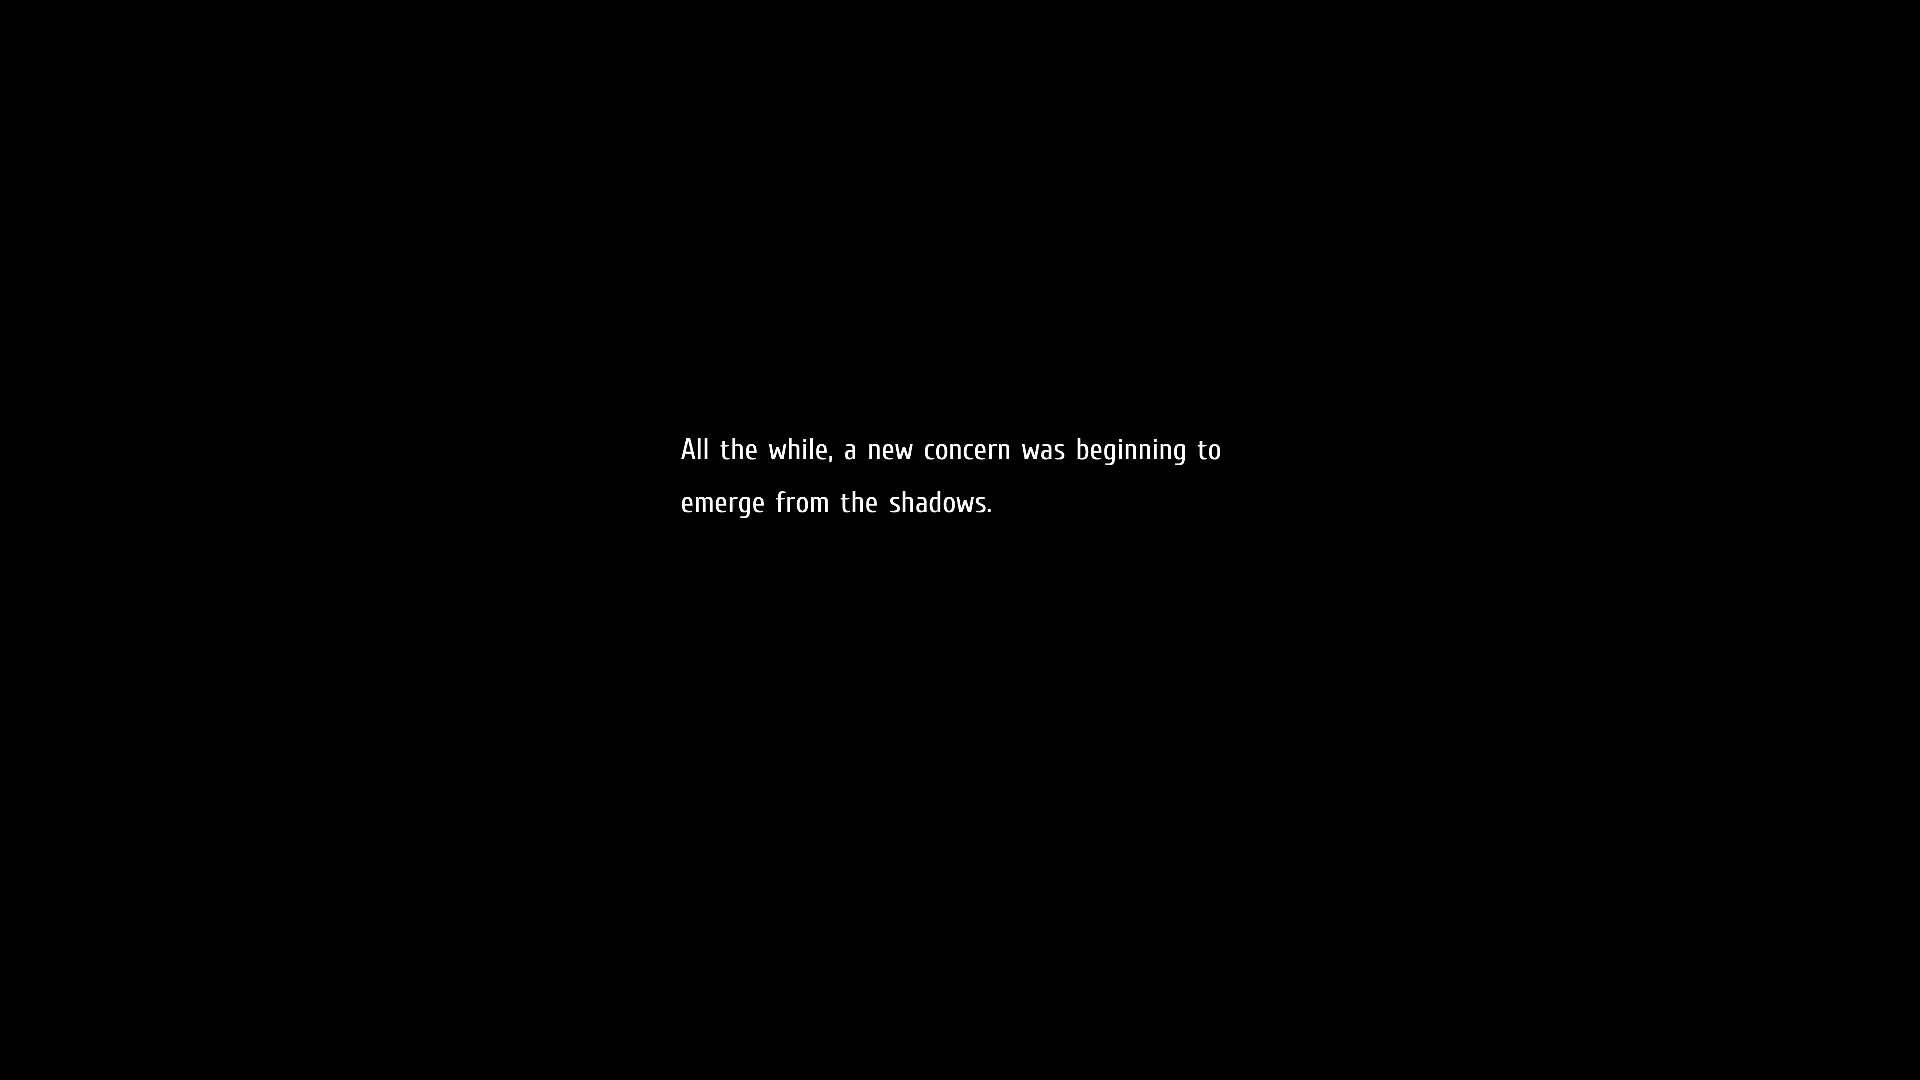 All the while, a new concern was beginning to
emerge from the shadows.